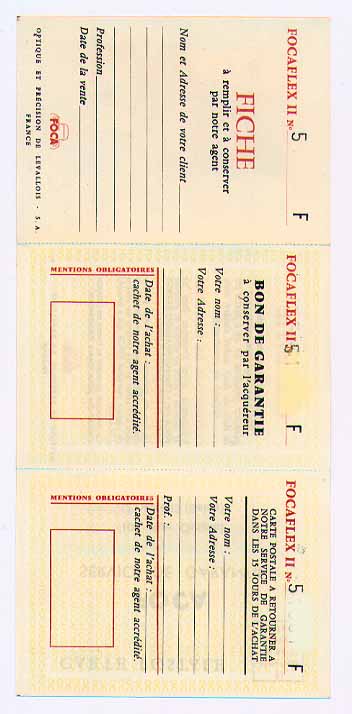 FOCAFLEX II N° 5 F
FICHE
à remplir et à conserver
par notre agent
Nom et Adresse de votre client
Profession
Date de la vente
FOCA
OPTIQUE ET PRÉCISION DE LEVALLOIS - S. A.
FRANCE
FOCAFLEX II 5 F
BON DE GARANTIE
à conserver par l'acquéreur
Votre nom :
Votre Adresse :
MENTIONS OBLIGATOIRES
Date de l'achat :
cachet de notre agent accrédité.
FOCAFLEX II N° 5 F
CARTE POSTALE A RETOURNER A
NOTRE SERVICE DE GARANTIE
DANS LES 15 JOURS DE L'ACHAT
Votre nom :
Votre Adresse :
Prof. :
MENTIONS OBLIGATOIRES
Date de l'achat :
cachet de notre agent accrédité.